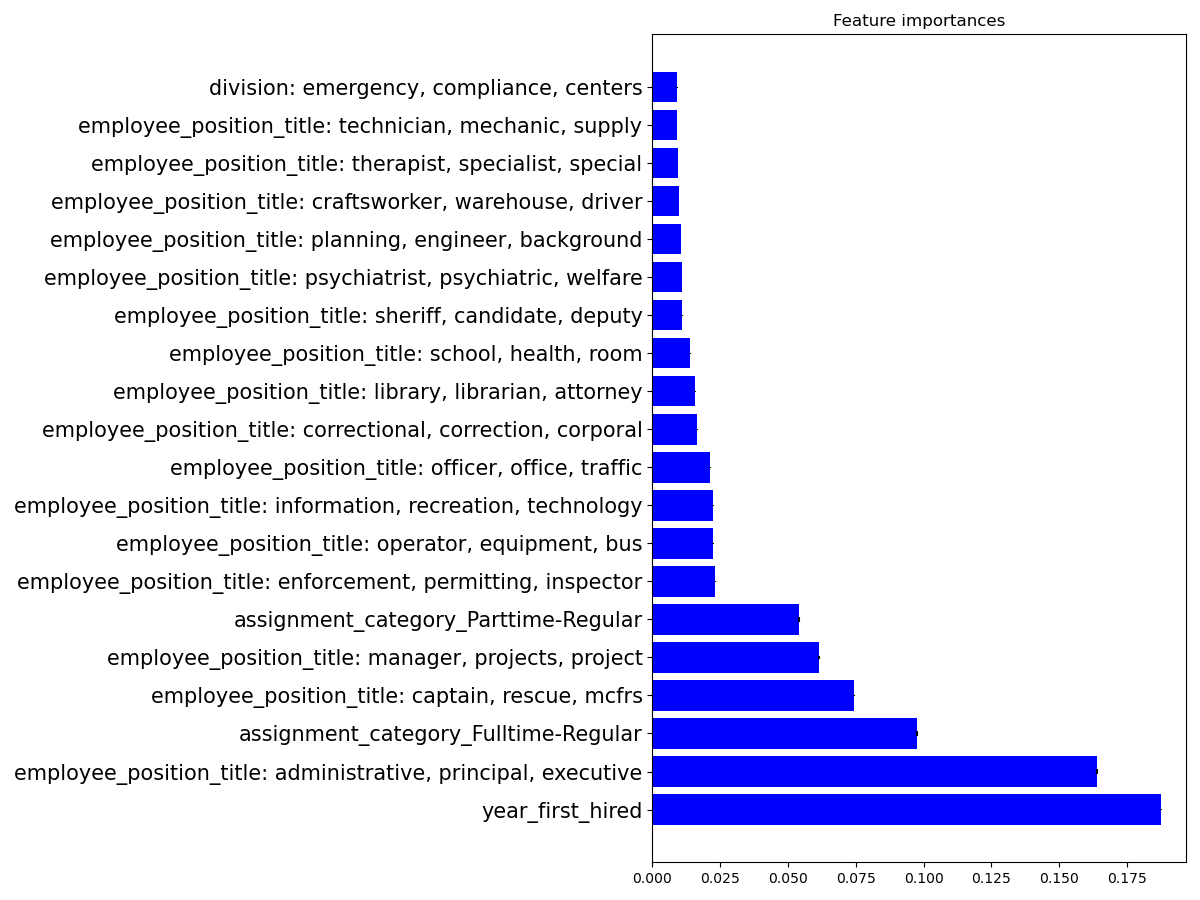 Feature importances
division: emergency, compliance, centers
employee_position_title: technician, mechanic, supply
employee_position_title: therapist, specialist, special
employee_position_title: craftsworker, warehouse, driver
employee_position_title: planning, engineer, background
employee_position_title: psychiatrist, psychiatric, welfare
employee_position_title: sheriff, candidate, deputy
employee_position_title: school, health, room
employee_position_title: library, librarian, attorney
employee_position_title: correctional, correction, corporal
employee_position_title: officer, office, traffic
employee_position_title: information, recreation, technology
employee_position_title: operator, equipment, bus
employee_position_title: enforcement, permitting, inspector
assignment_category_Parttime-Regular
employee_position_title: manager, projects, project
employee_position_title: captain, rescue, mcfrs
assignment_category_Fulltime-Regular
employee_position_title: administrative, principal, executive
year_first_hired
0.000 0.025 0.050 0.075 0.100 0.125 0.150 0.175